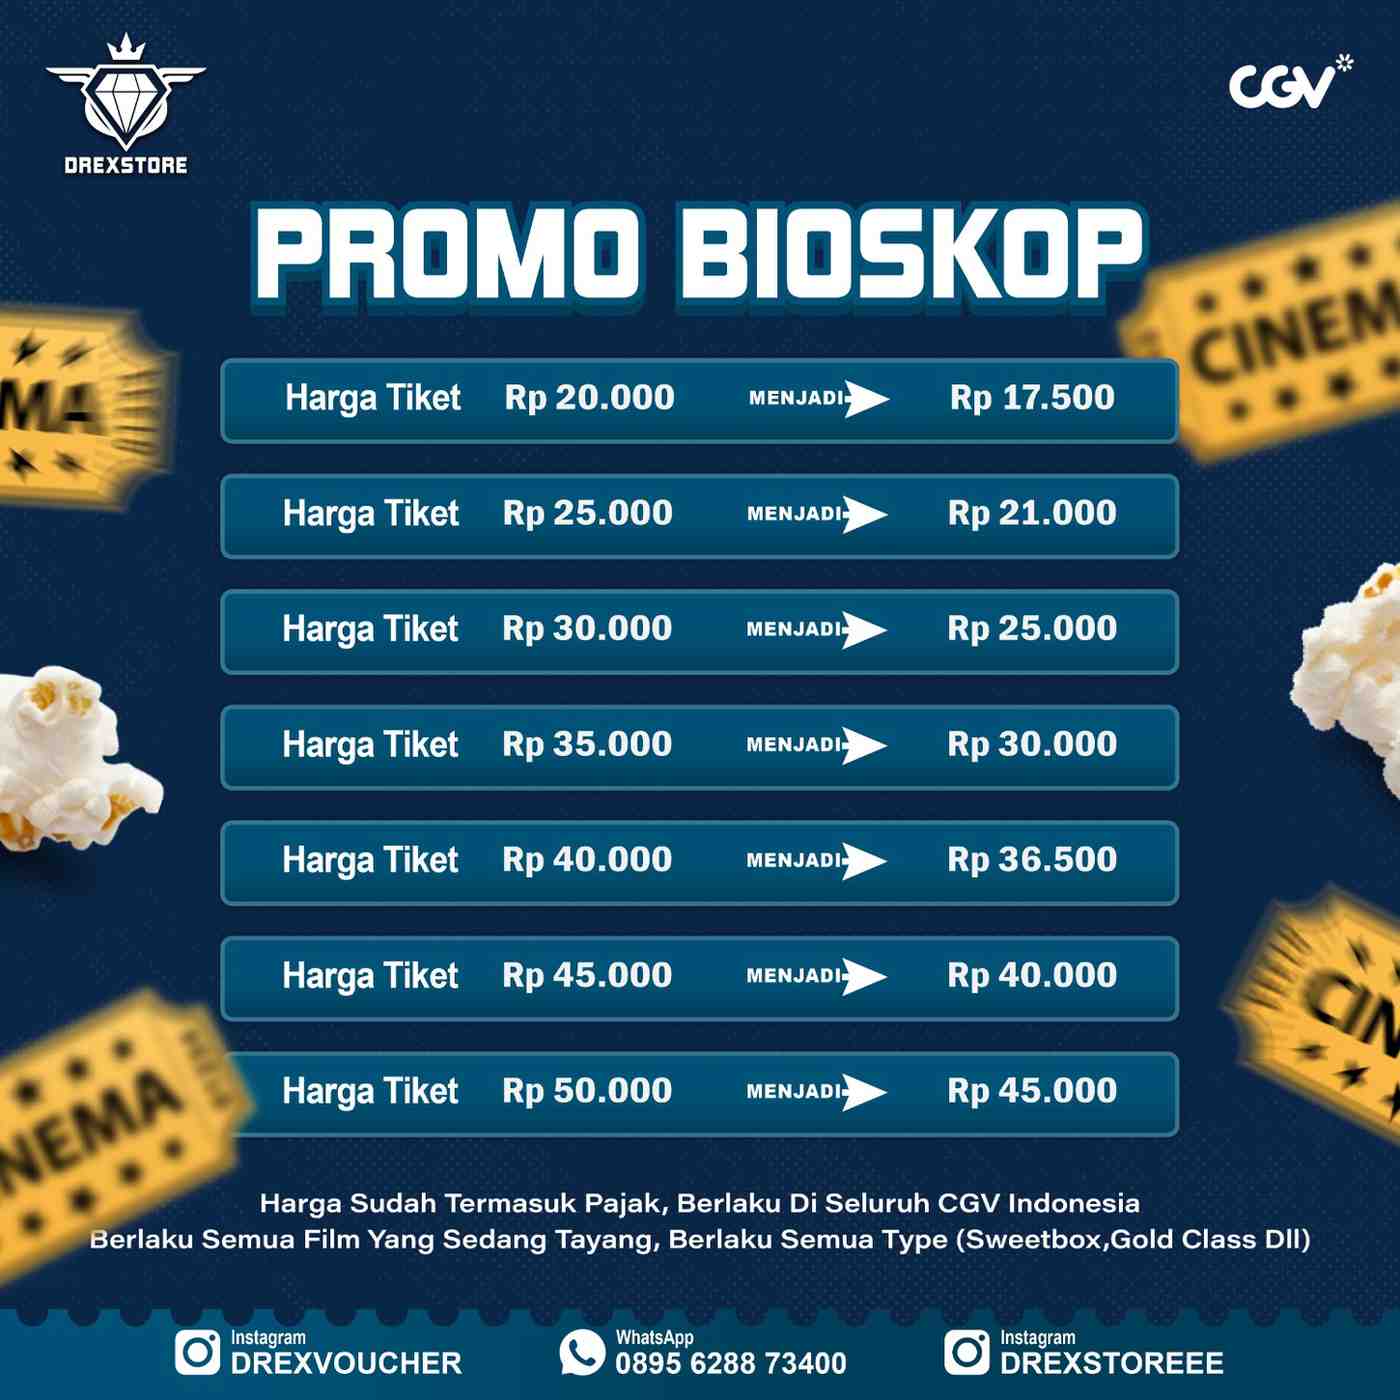 DREXSTORE
CGV
PROMO BIOSKOP
CINEM
MA
Harga Tiket Rp 20.000 MENJADI Rp 17.500
Harga Tiket Rp 25.000 MENJADI Rp 21.000
Harga Tiket Rp 30.000 MENJADI Rp 25.000
Harga Tiket Rp 35.000 MENJADI Rp 30.000
Harga Tiket Rp 40.000 MENJADI Rp 36.500
Harga Tiket Rp 45.000 MENJADI Rp 40.000
CIN
Harga Tiket Rp 50.000 MENJADI Rp 45.000
NEMA
Harga Sudah Termasuk Pajak, Berlaku Di Seluruh CGV Indonesia
Berlaku Semua Film Yang Sedang Tayang, Berlaku Semua Type (Sweetbox,Gold Class Dll)
Instagram
DREXVOUCHER
WhatsApp
0895 6288 73400
Instagram
DREXSTOREEE